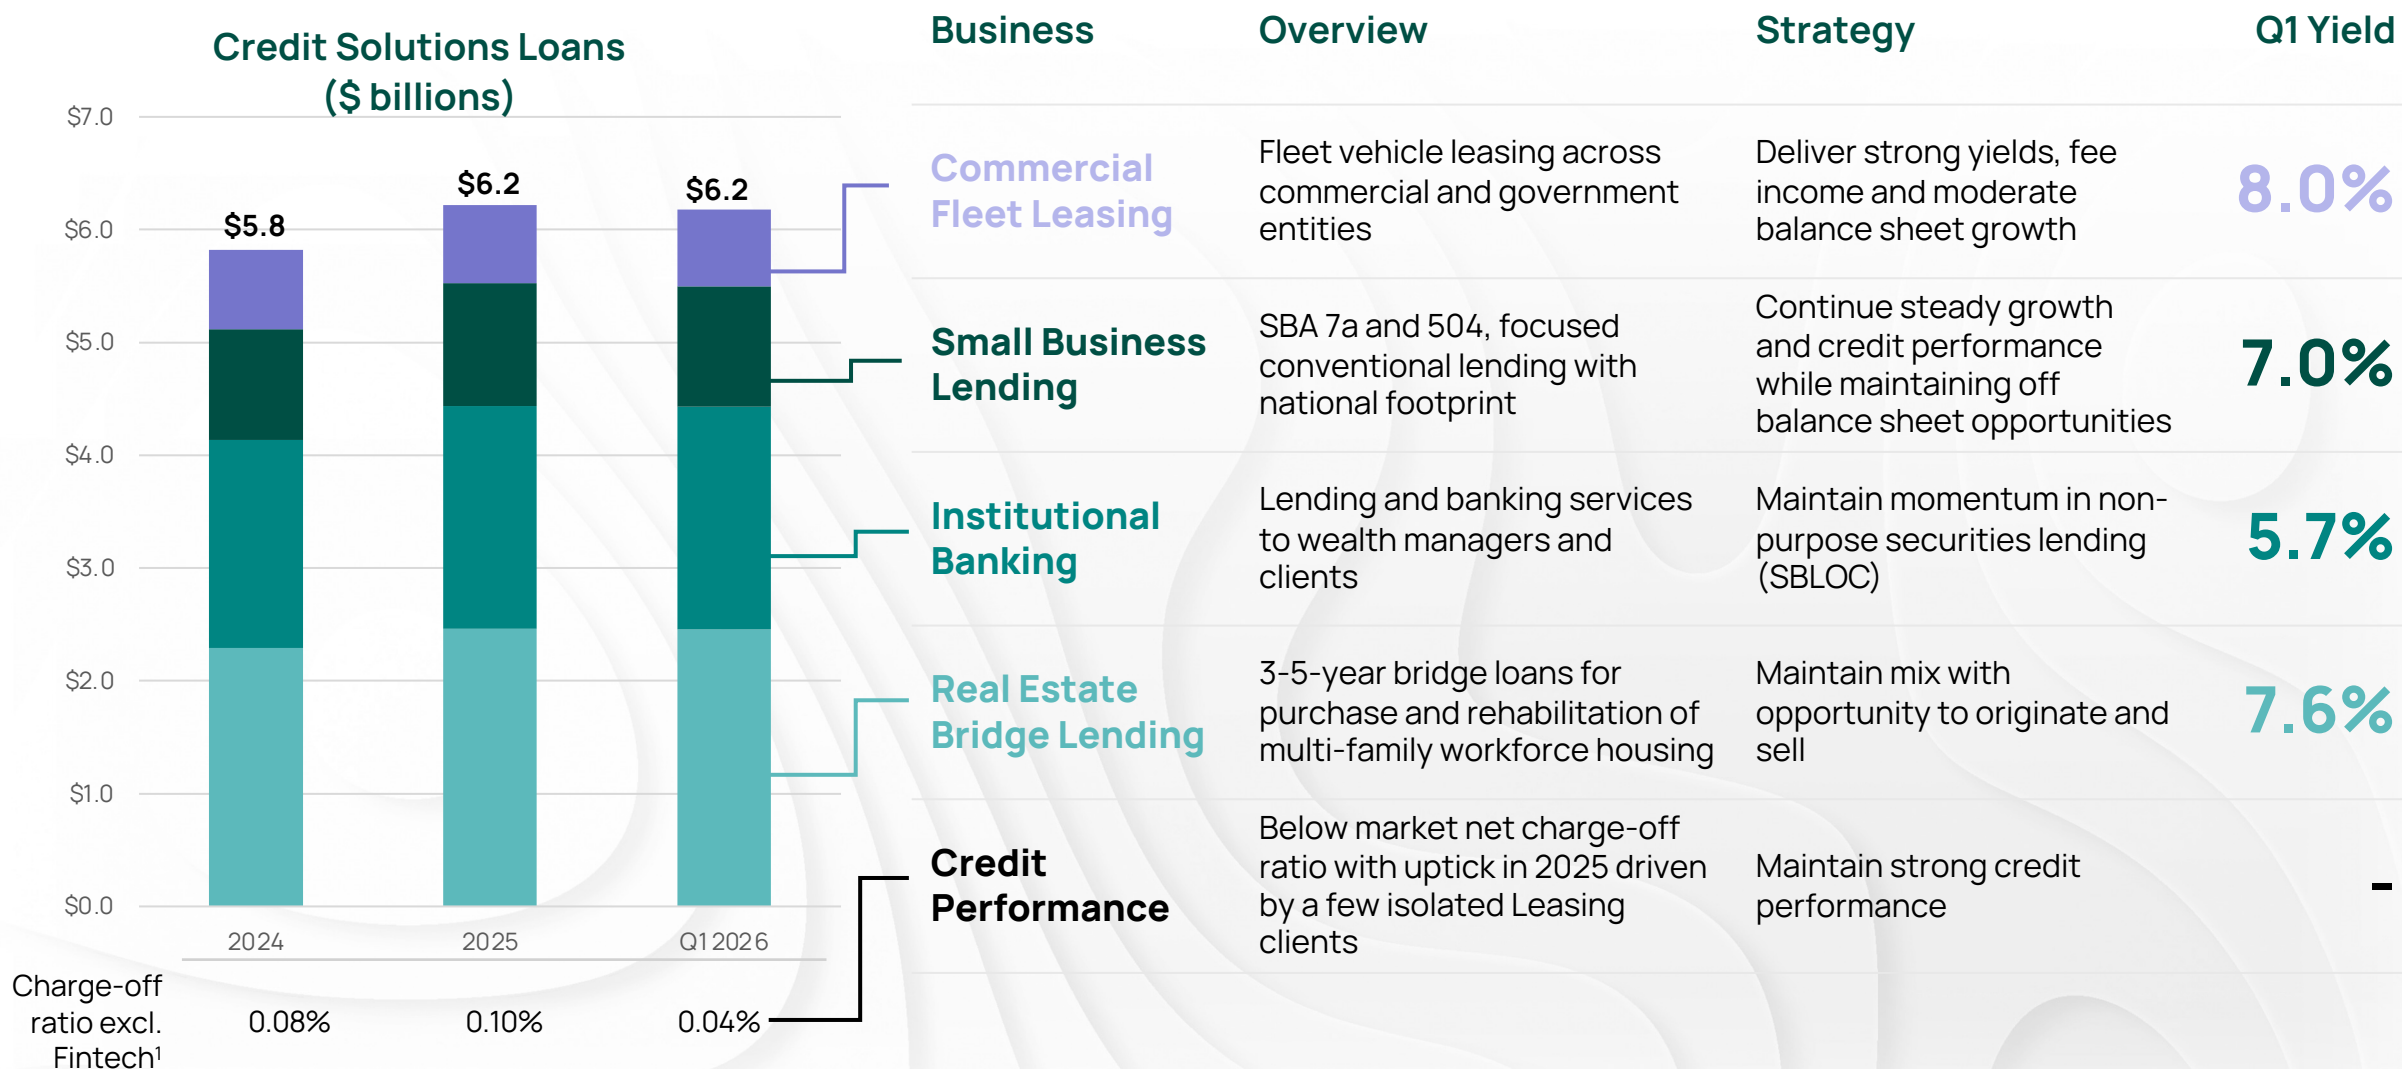 Credit Solutions Loans
($ billions)
$7.0
$6.0
$5.0
$4.0
$3.0
$2.0
$1.0
$0.0
$5.8
$6.2
$6.2
2024
2025
Q1 2026
Charge-off
ratio excl.
Fintech¹
0.08%
0.10%
0.04%
Business
Overview
Strategy
Q1 Yield
Commercial
Fleet Leasing
Fleet vehicle leasing across
commercial and government
entities
Deliver strong yields, fee
income and moderate
balance sheet growth
8.0%
Small Business
Lending
SBA 7a and 504, focused
conventional lending with
national footprint
Continue steady growth
and credit performance
while maintaining off
balance sheet opportunities
7.0%
Institutional
Banking
Lending and banking services
to wealth managers and
clients
Maintain momentum in non-
purpose securities lending
(SBLOC)
5.7%
Real Estate
Bridge Lending
3-5-year bridge loans for
purchase and rehabilitation of
multi-family workforce housing
Maintain mix with
opportunity to originate and
sell
7.6%
Credit
Performance
Below market net charge-off
ratio with uptick in 2025 driven
by a few isolated Leasing
clients
Maintain strong credit
performance
-